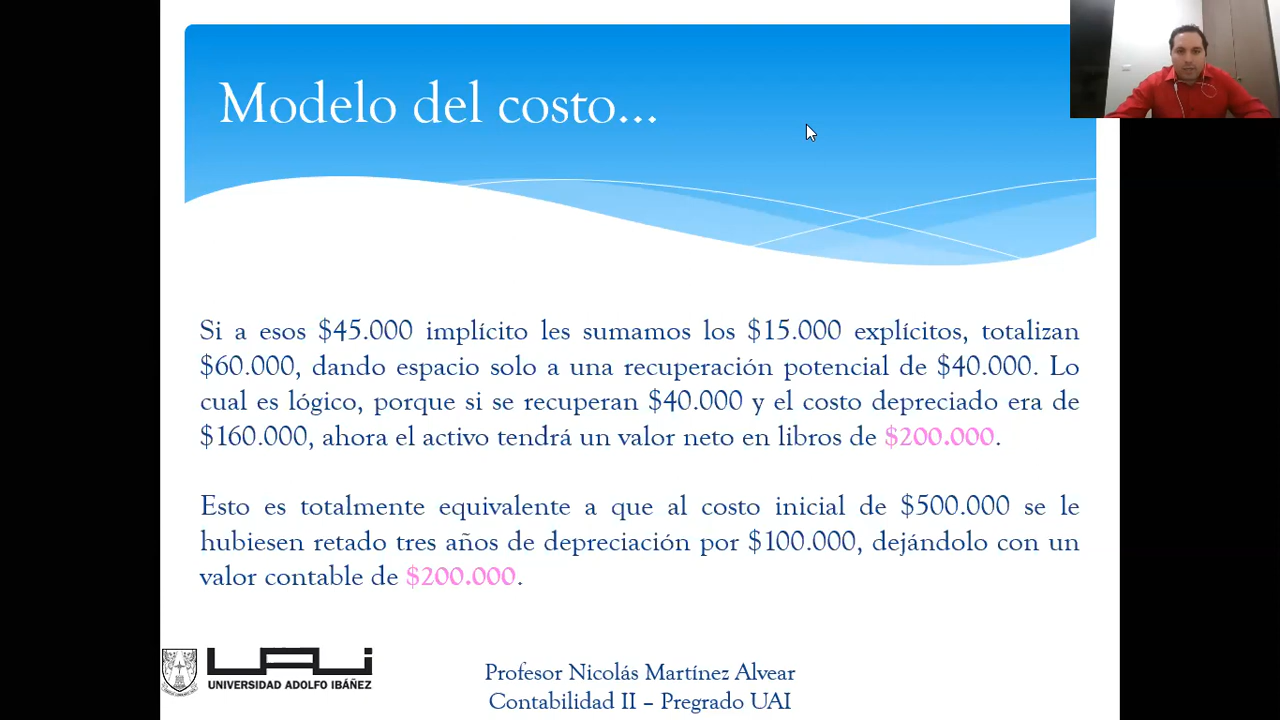 Modelo del costo...
Si a esos $45.000 implícito les sumamos los $15.000 explícitos, totalizan
$60.000, dando espacio solo a una recuperación potencial de $40.000. Lo
cual es lógico, porque si se recuperan $40.000 y el costo depreciado era de
$160.000, ahora el activo tendrá un valor neto en libros de $200.000.
Esto es totalmente equivalente a que al costo inicial de $500.000 se le
hubiesen retado tres años de depreciación por $100.000, dejándolo con un
valor contable de $200.000.
UAI
UNIVERSIDAD ADOLFO IBÁÑEZ
Profesor Nicolás Martínez Alvear
Contabilidad II – Pregrado UAI